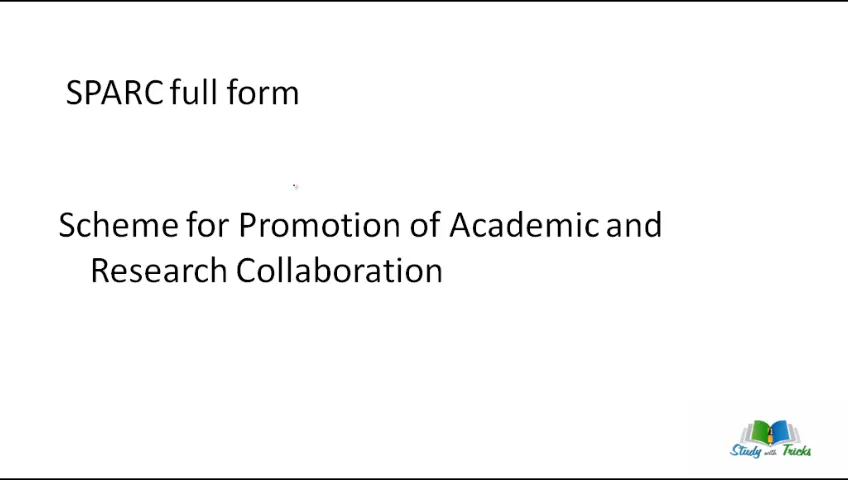 SPARC full form
Scheme for Promotion of Academic and
Research Collaboration
Study with Tricks